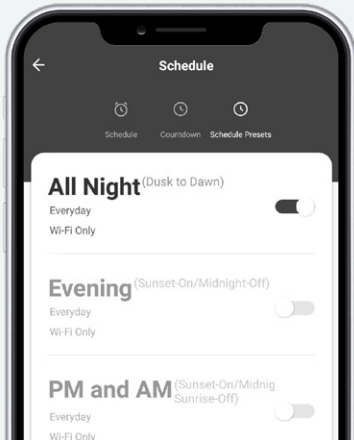 Schedule
Schedule Countdown Schedule Presets
All Night (Dusk to Dawn)
Everyday
Wi-Fi Only
Evening (Sunset-On/Midnight-Off)
Everyday
Wi-Fi Only
PM and AM (Sunset-On/Midnig
Sunrise-Off)
Everyday
Wi-Fi Only